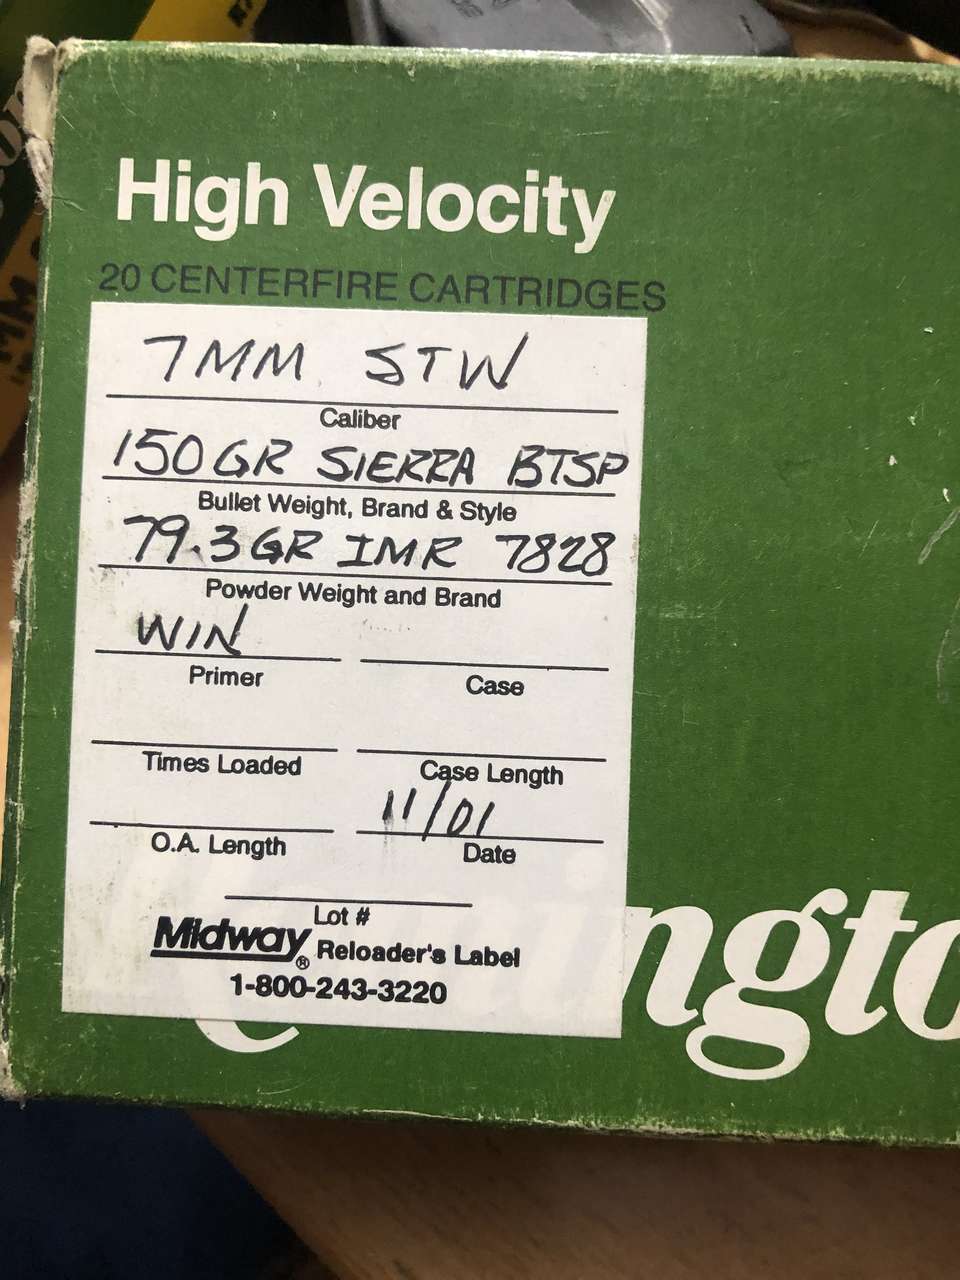 High Velocity
20 CENTERFIRE CARTRIDGES
7MM STW
Caliber
150GR SIERRA BTSP
Bullet Weight, Brand & Style
79.3GR IMR 7828
Powder Weight and Brand
WIN
Primer Case
Times Loaded Case Length
11/01
O.A. Length Date
Lot #
Midway® Reloader's Label
1-800-243-3220
ngto